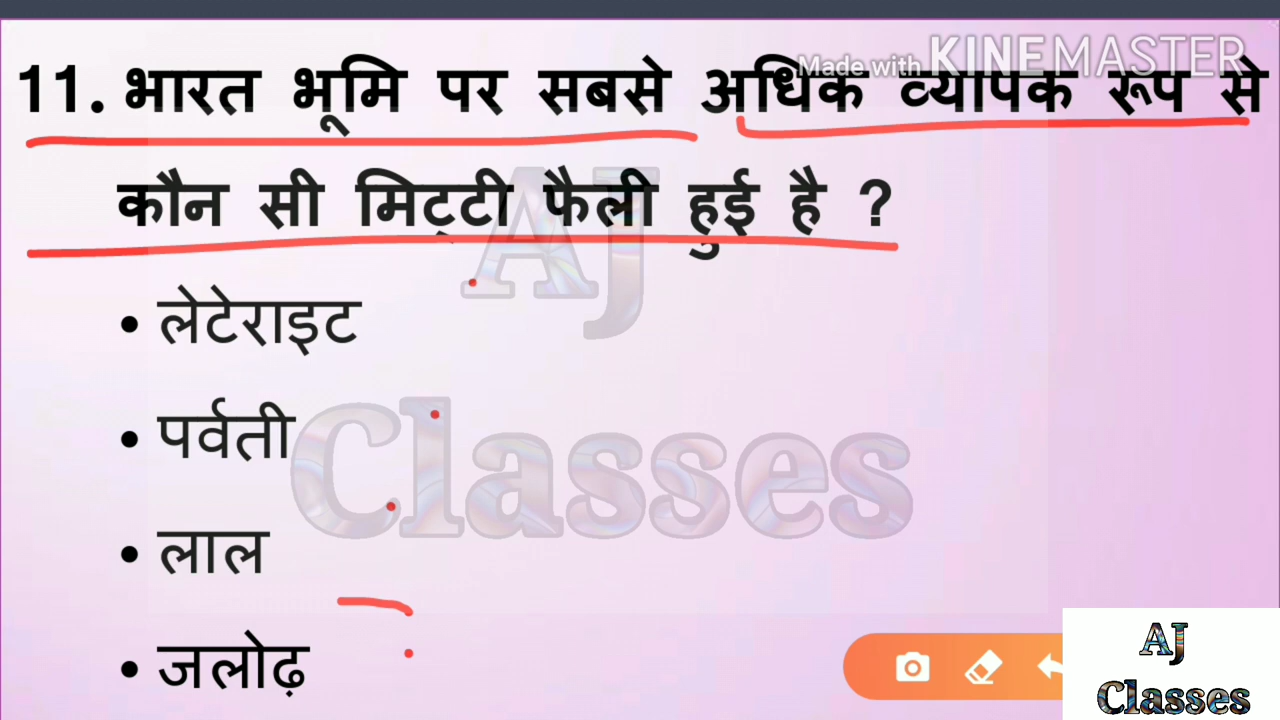 Made with KINEMASTER
11. भारत भूमि पर सबसे अधिक व्यापक रूप से
कौन सी मिट्टी फैली हुई है ?
AJ
Classes
• लेटेराइट
• पर्वती
• लाल
• जलोढ़
AJ
Classes